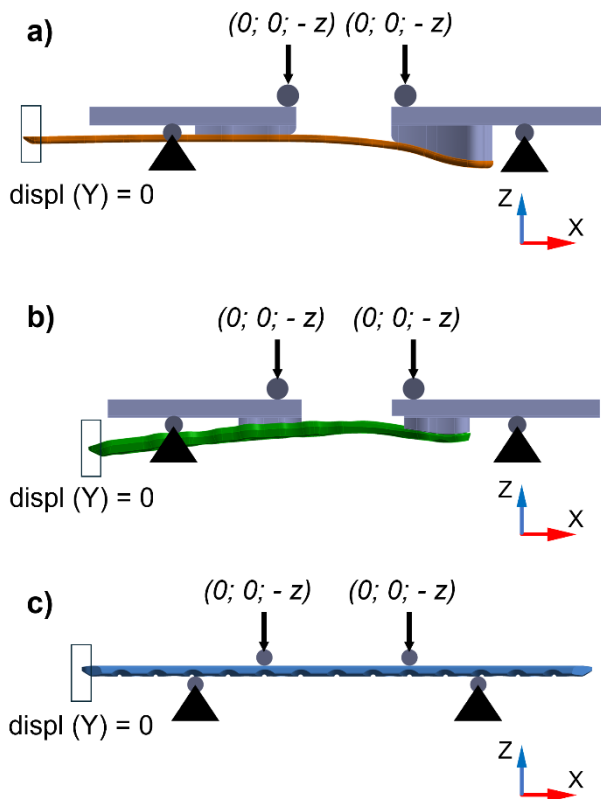 a)
(0; 0; - z) (0; 0; - z)
displ (Y) = 0
Z
X
b)
(0; 0; - z) (0; 0; - z)
displ (Y) = 0
Z
X
c)
(0; 0; - z) (0; 0; - z)
displ (Y) = 0
Z
X